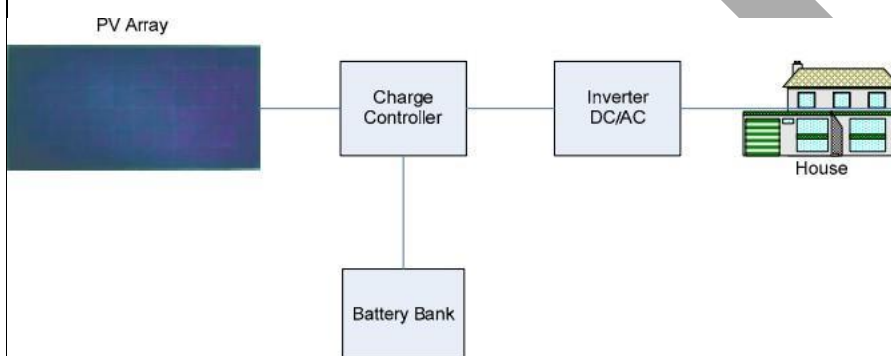 PV Array
Charge
Controller
Inverter
DC/AC
House
Battery Bank